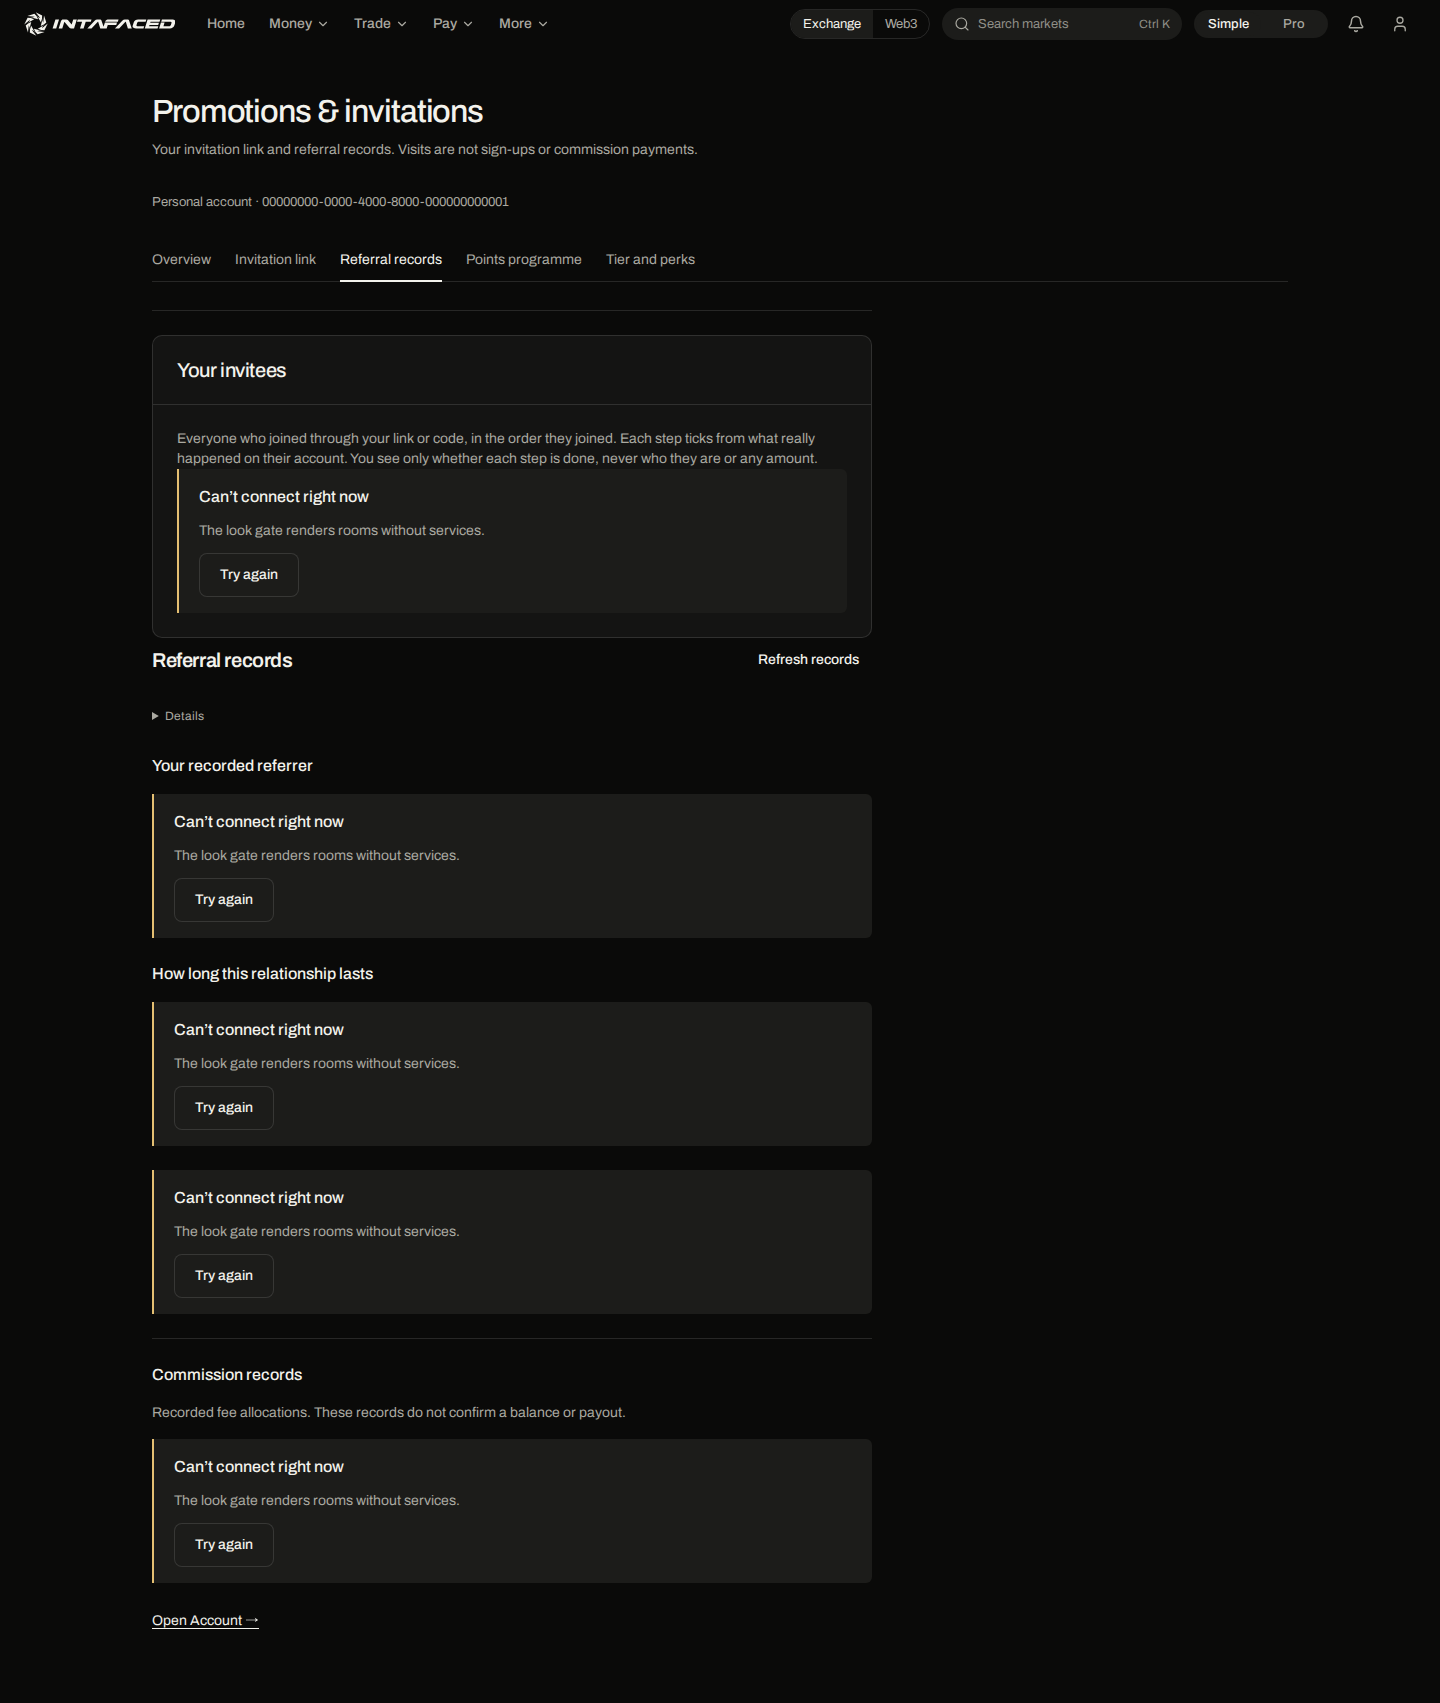 INTAFACED Home Money Trade Pay More Exchange Web3 Search markets Ctrl K Simple Pro
Promotions & invitations
Your invitation link and referral records. Visits are not sign-ups or commission payments.
Personal account · 00000000-0000-4000-8000-000000000001
Overview Invitation link Referral records Points programme Tier and perks
Your invitees
Everyone who joined through your link or code, in the order they joined. Each step ticks from what really
happened on their account. You see only whether each step is done, never who they are or any amount.
Can’t connect right now
The look gate renders rooms without services.
Try again
Referral records Refresh records
Details
Your recorded referrer
Can’t connect right now
The look gate renders rooms without services.
Try again
How long this relationship lasts
Can’t connect right now
The look gate renders rooms without services.
Try again
Can’t connect right now
The look gate renders rooms without services.
Try again
Commission records
Recorded fee allocations. These records do not confirm a balance or payout.
Can’t connect right now
The look gate renders rooms without services.
Try again
Open Account →